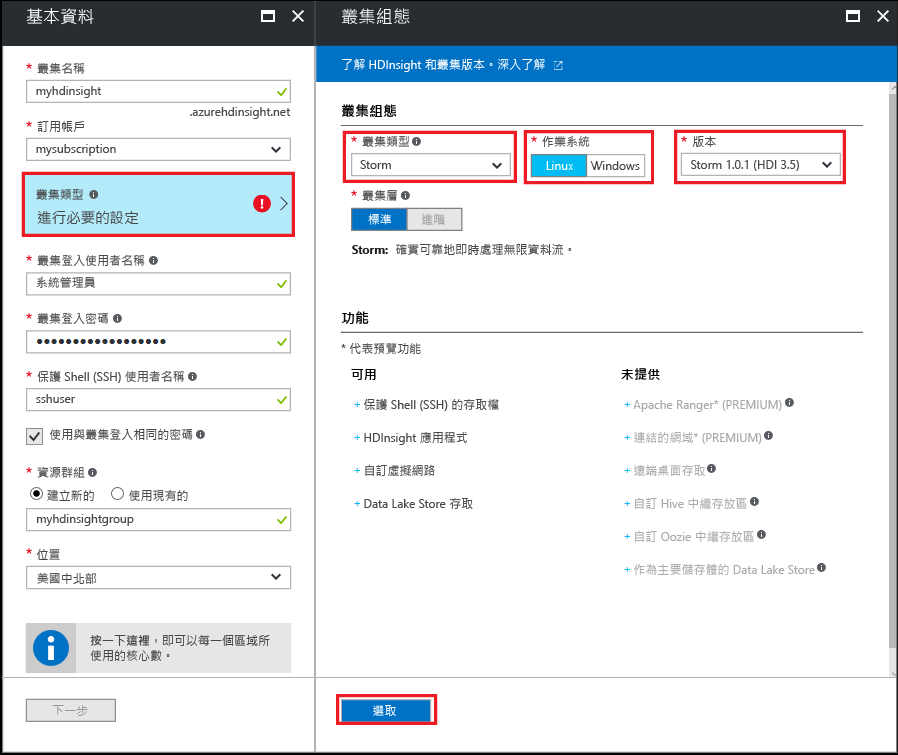 基本資料
* 叢集名稱
myhdinsight
.azurehdinsight.net
* 訂用帳戶
mysubscription
叢集類型
進行必要的設定
* 叢集登入使用者名稱
系統管理員
* 叢集登入密碼
••••••••••••••••••
* 保護 Shell (SSH) 使用者名稱
sshuser
使用與叢集登入相同的密碼
* 資源群組
建立新的 使用現有的
myhdinsightgroup
* 位置
美國中北部
按一下這裡，即可以每一個區域所
使用的核心數。
下一步
叢集組態
了解 HDInsight 和叢集版本。深入了解
叢集組態
* 叢集類型 * 作業系統 * 版本
Storm Linux Windows Storm 1.0.1 (HDI 3.5)
* 叢集層
標準 進階
Storm: 確實可靠地即時處理無限資料流。
功能
* 代表預覽功能
可用
+ 保護 Shell (SSH) 的存取權
+ HDInsight 應用程式
+ 自訂虛擬網路
+ Data Lake Store 存取
未提供
+ Apache Ranger* (PREMIUM)
+ 連結的網域* (PREMIUM)
+ 遠端桌面存取
+ 自訂 Hive 中繼存放區
+ 自訂 Oozie 中繼存放區
+ 作為主要儲存體的 Data Lake Store
選取